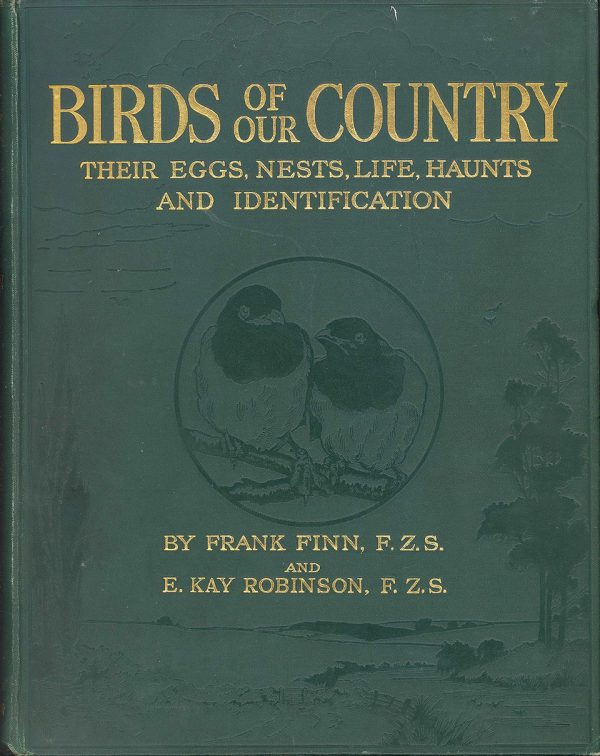 BIRDS OF OUR COUNTRY
THEIR EGGS, NESTS, LIFE, HAUNTS
AND IDENTIFICATION
BY FRANK FINN, F.Z.S.
AND
E. KAY ROBINSON, F.Z.S.